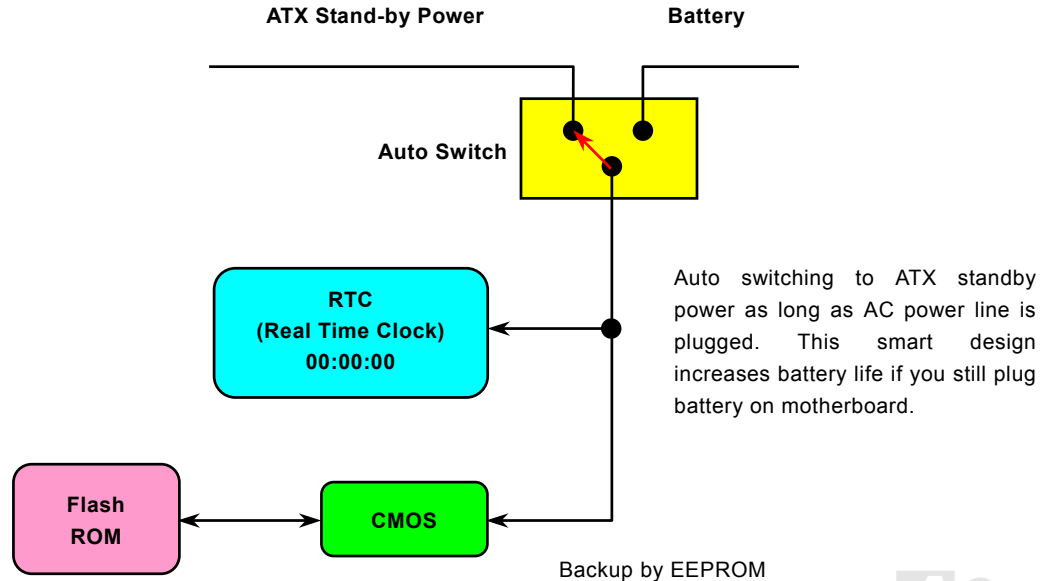 ATX Stand-by Power
Battery
Auto Switch
RTC
(Real Time Clock)
00:00:00
Auto switching to ATX standby
power as long as AC power line is
plugged. This smart design
increases battery life if you still plug
battery on motherboard.
Flash
ROM
CMOS
Backup by EEPROM